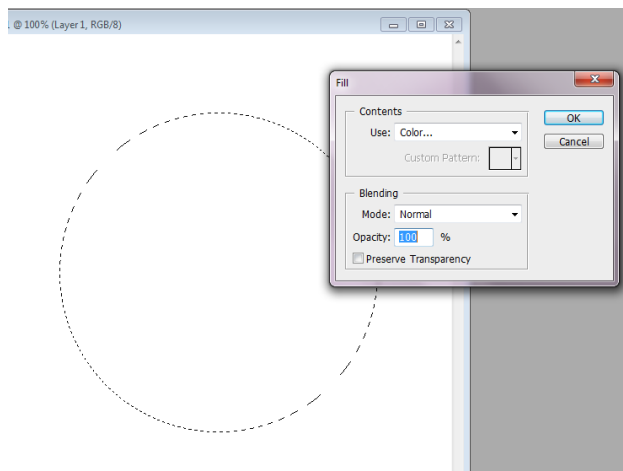 . @ 100% (Layer 1, RGB/8)
Fill
Contents
Use: Color...
Custom Pattern:
OK
Cancel
Blending
Mode: Normal
Opacity: 100 %
Preserve Transparency